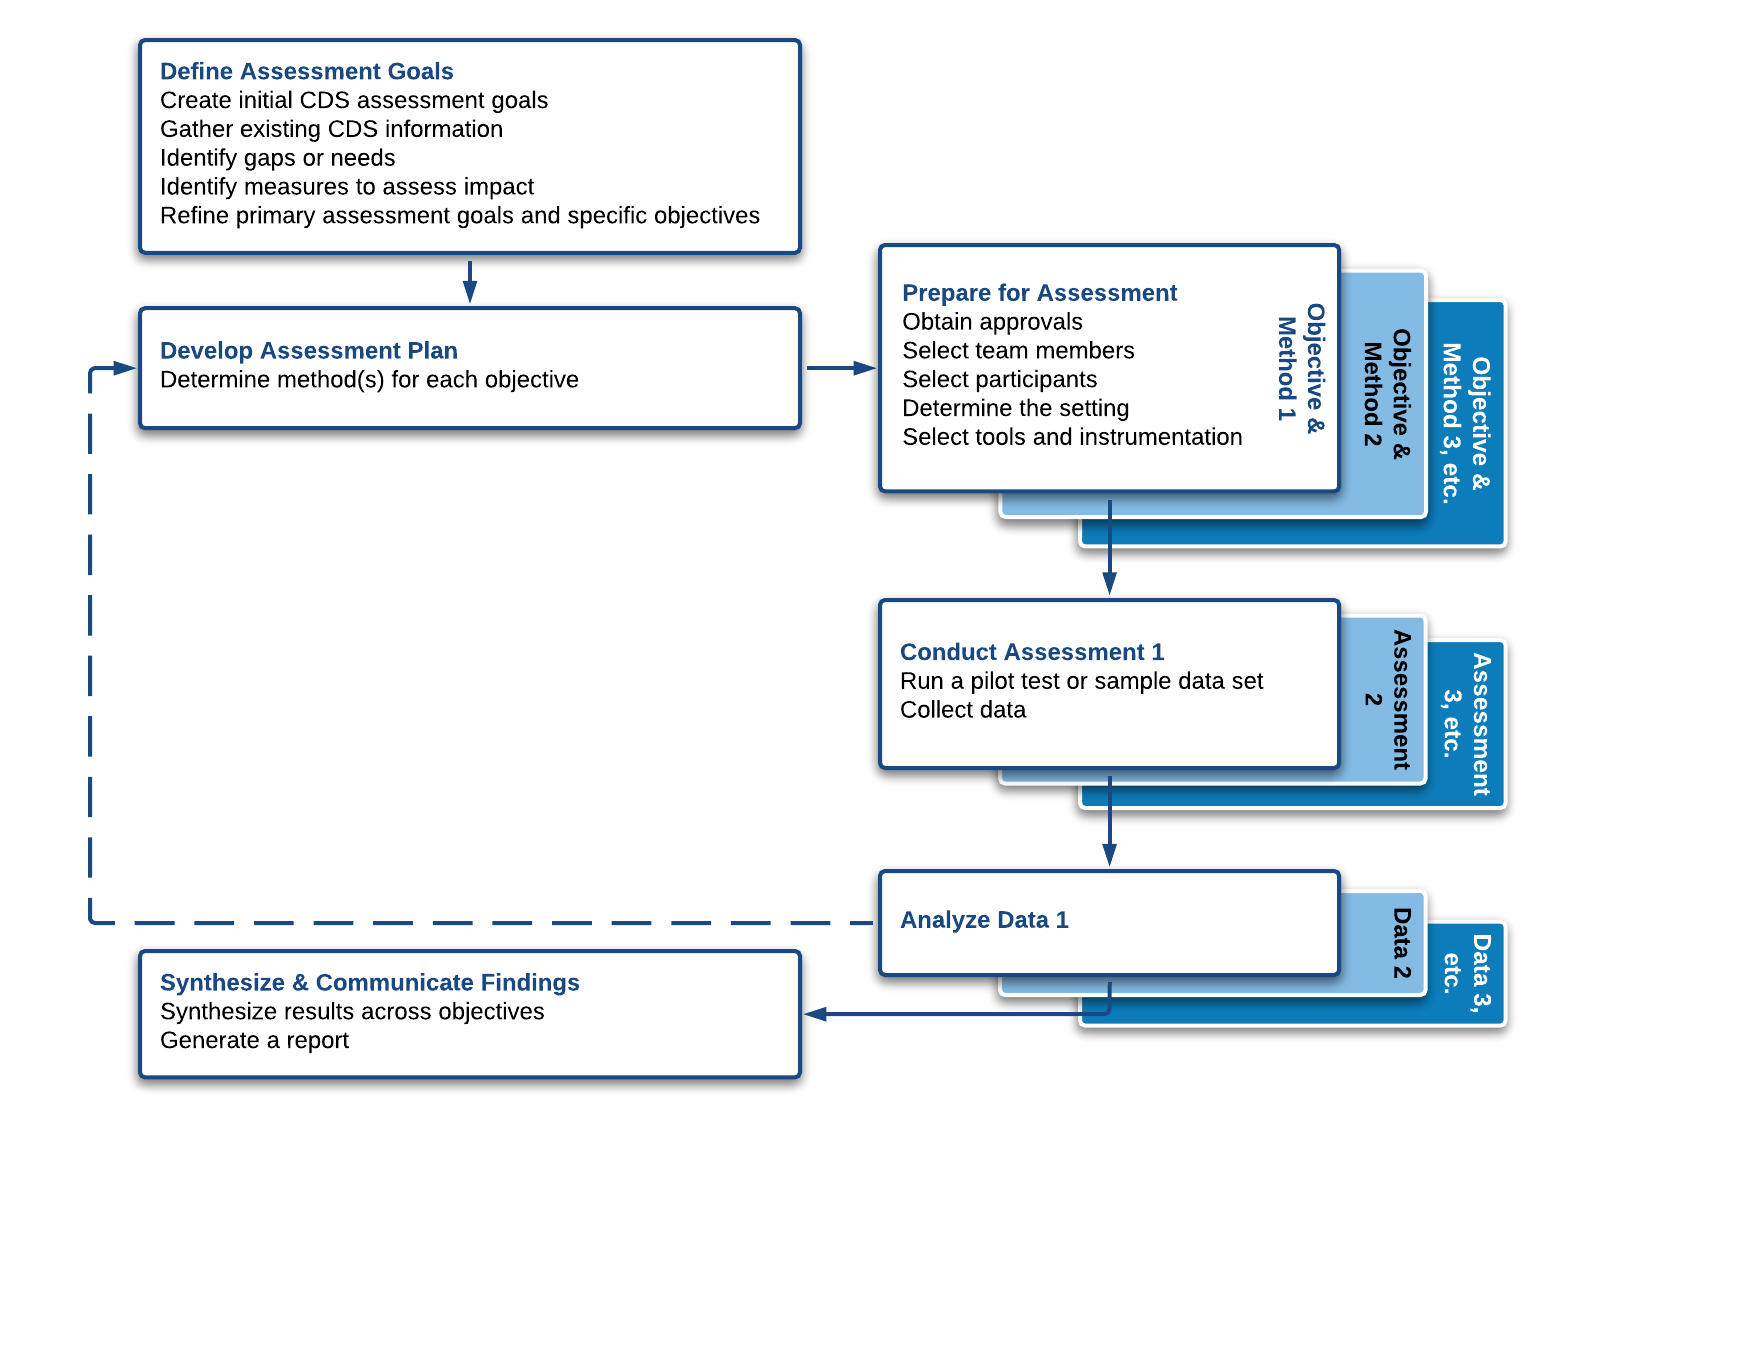 Define Assessment Goals
Create initial CDS assessment goals
Gather existing CDS information
Identify gaps or needs
Identify measures to assess impact
Refine primary assessment goals and specific objectives
Develop Assessment Plan
Determine method(s) for each objective
Prepare for Assessment
Obtain approvals
Select team members
Select participants
Determine the setting
Select tools and instrumentation
Objective &
Method 1
Objective &
Method 2
Objective &
Method 3, etc.
Conduct Assessment 1
Run a pilot test or sample data set
Collect data
Assessment
2
Assessment
3, etc.
Analyze Data 1
Data 2
Data 3,
etc.
Synthesize & Communicate Findings
Synthesize results across objectives
Generate a report